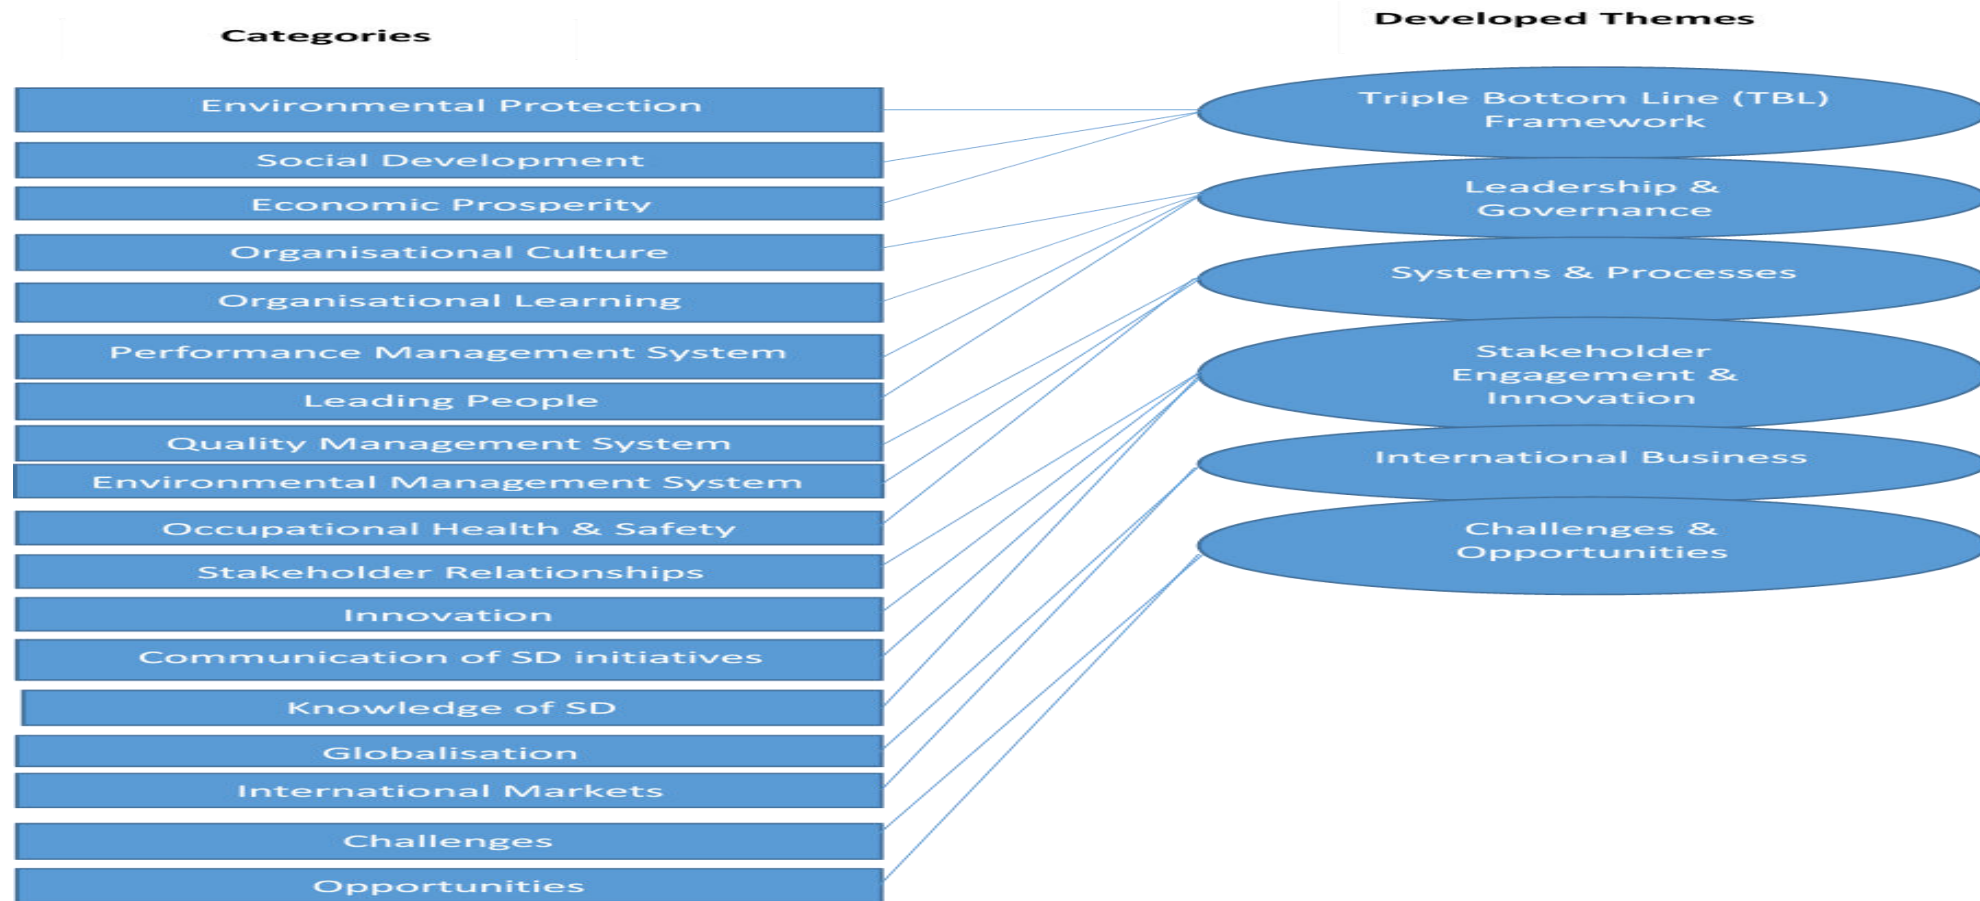 Categories
Environmental Protection
Social Development
Economic Prosperity
Organisational Culture
Organisational Learning
Performance Management System
Leading People
Quality Management System
Environmental Management System
Occupational Health & Safety
Stakeholder Relationships
Innovation
Communication of SD initiatives
Knowledge of SD
Globalisation
International Markets
Challenges
Opportunities
Developed Themes
Triple Bottom Line (TBL)
Framework
Leadership &
Governance
Systems & Processes
Stakeholder
Engagement &
Innovation
International Business
Challenges &
Opportunities